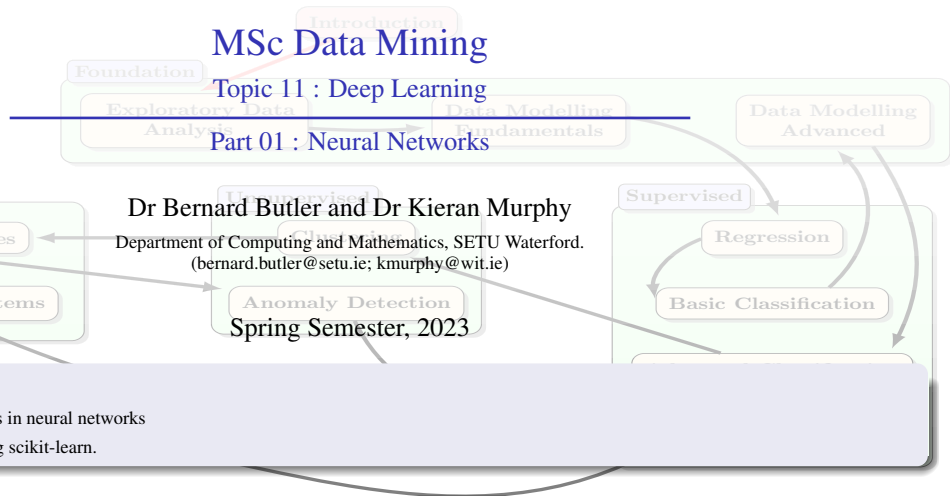 Introduction
MSc Data Mining
Foundation
Topic 11 : Deep Learning
Exploratory Data Analysis
Data Modelling Fundamentals
Data Modelling Advanced
Part 01 : Neural Networks
Unsupervised
Supervised
Dr Bernard Butler and Dr Kieran Murphy
Clustering
Regression
Department of Computing and Mathematics, SETU Waterford.
(bernard.butler@setu.ie; kmurphy@wit.ie)
Anomaly Detection
Basic Classification
Spring Semester, 2023
in neural networks
scikit-learn.